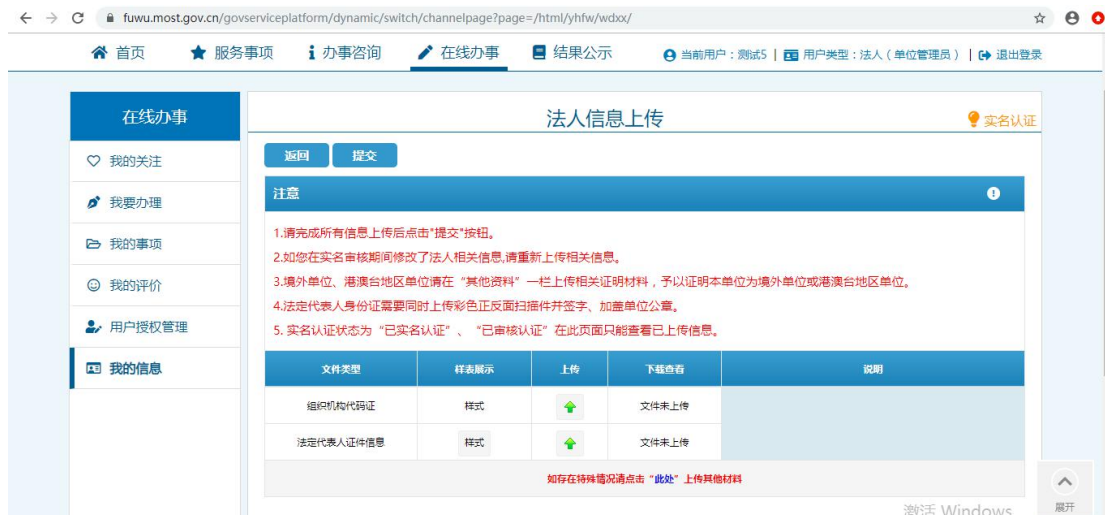 fuwu.most.gov.cn/govserviceplatform/dynamic/switch/channelpage?page=/html/yhfw/wdxx/
首页 服务事项 办事咨询 在线办事 结果公示 当前用户：测试5 | 用户类型：法人（单位管理员） | 退出登录
在线办事
我的关注
我要办理
我的事项
我的评价
用户授权管理
我的信息
法人信息上传
实名认证
返回 提交
注意
1.请完成所有信息上传后点击"提交"按钮。
2.如您在实名审核期间修改了法人相关信息,请重新上传相关信息。
3.境外单位、港澳台地区单位请在“其他资料”一栏上传相关证明材料，予以证明本单位为境外单位或港澳台地区单位。
4.法定代表人身份证需要同时上传彩色正反面扫描件并签字、加盖单位公章。
5. 实名认证状态为“已实名认证”、“已审核认证”在此页面只能查看已上传信息。
文件类型 样表展示 上传 下载查看 说明
组织机构代码证 样式 文件未上传
法定代表人证件信息 样式 文件未上传
如存在特殊情况请点击“此处”上传其他材料
展开
激活 Windows